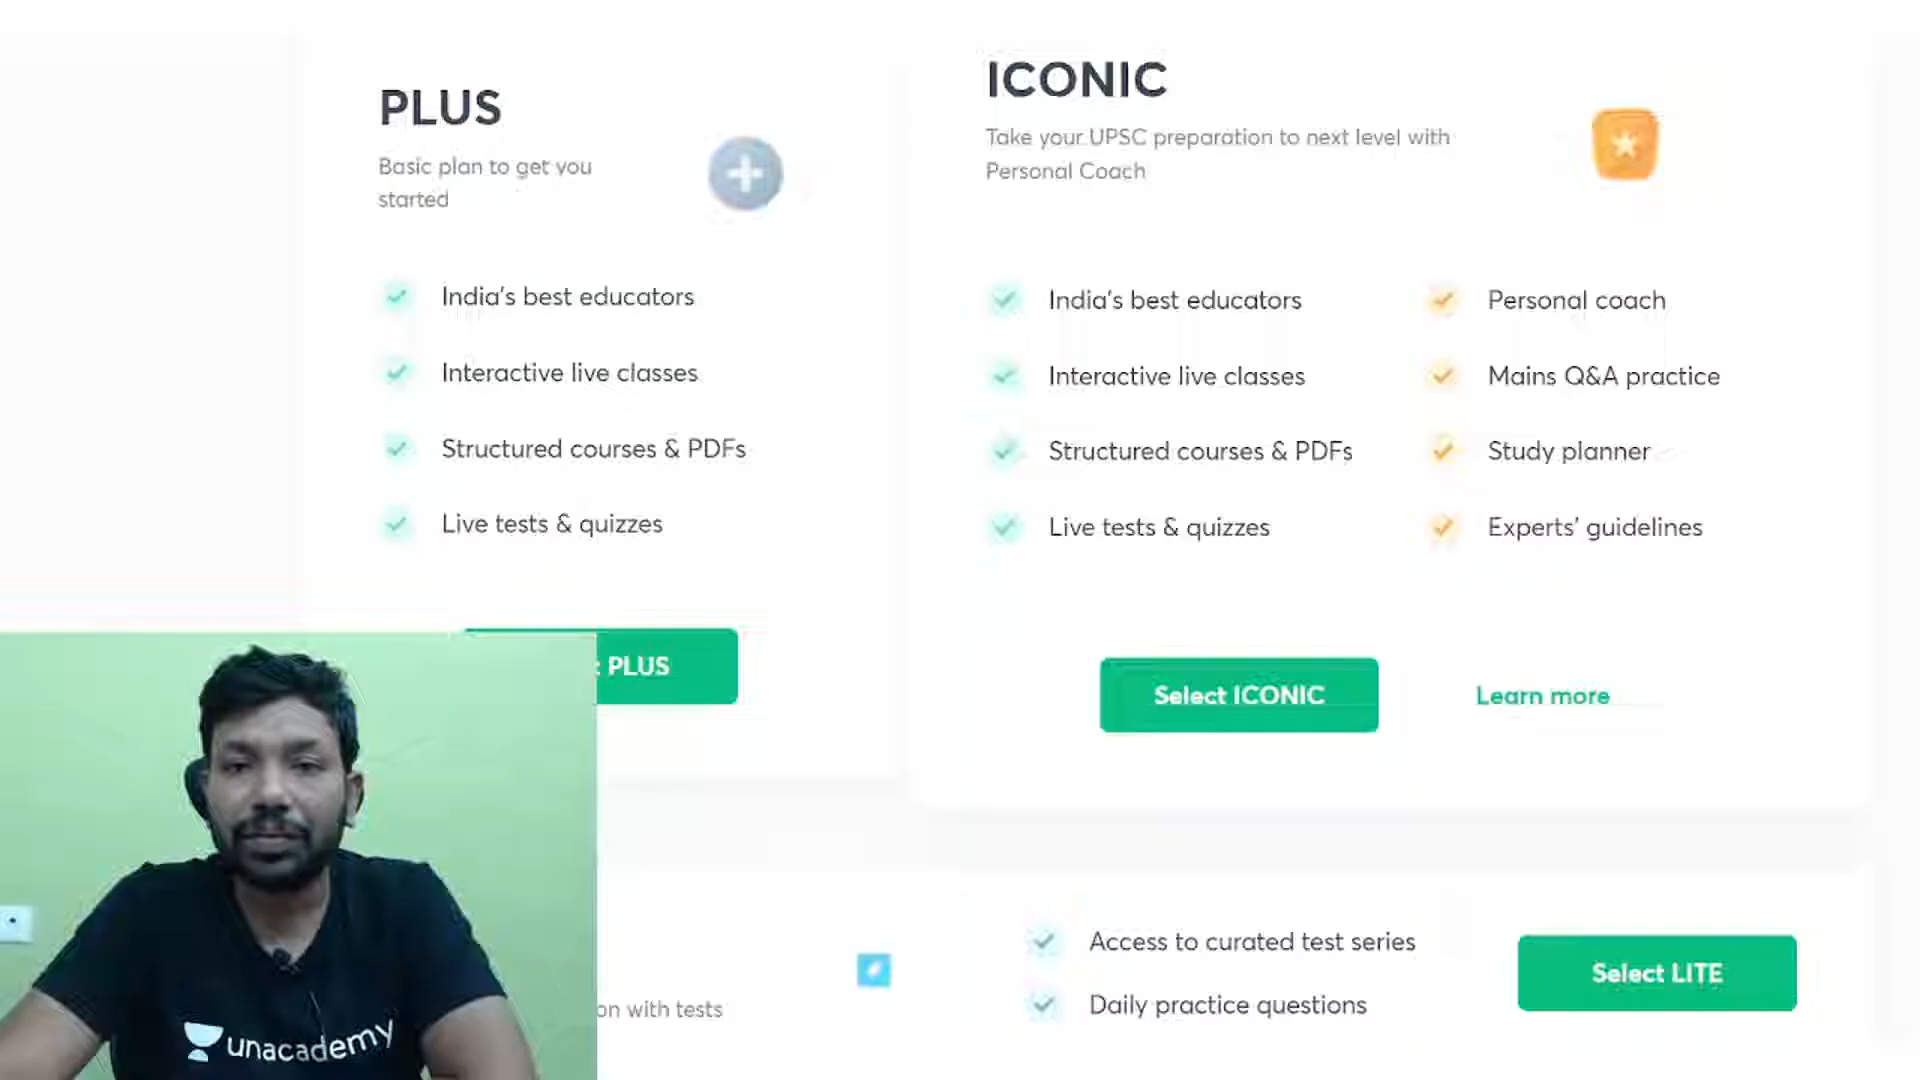 PLUS
Basic plan to get you
started
India's best educators
Interactive live classes
Structured courses & PDFs
Live tests & quizzes
PLUS
ICONIC
Take your UPSC preparation to next level with
Personal Coach
India's best educators
Interactive live classes
Structured courses & PDFs
Live tests & quizzes
Personal coach
Mains Q&A practice
Study planner
Experts' guidelines
Select ICONIC
Learn more
on with tests
Access to curated test series
Daily practice questions
Select LITE
unacademy